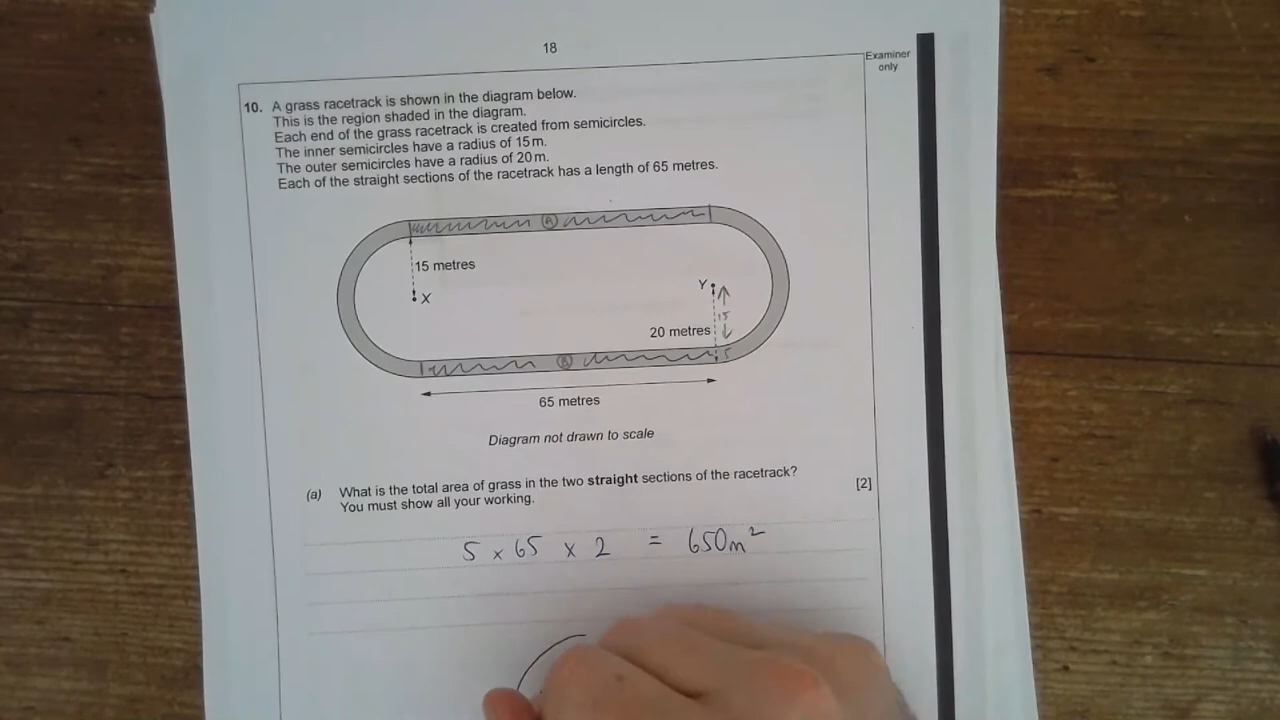 18
Examiner
only
10. A grass racetrack is shown in the diagram below.
This is the region shaded in the diagram.
Each end of the grass racetrack is created from semicircles.
The inner semicircles have a radius of 15 m.
The outer semicircles have a radius of 20 m.
Each of the straight sections of the racetrack has a length of 65 metres.
A
15 metres
X
Y
15
20 metres
5
B
65 metres
Diagram not drawn to scale
(a) What is the total area of grass in the two straight sections of the racetrack?
You must show all your working.
[2]
5 × 65 × 2 = 650m²